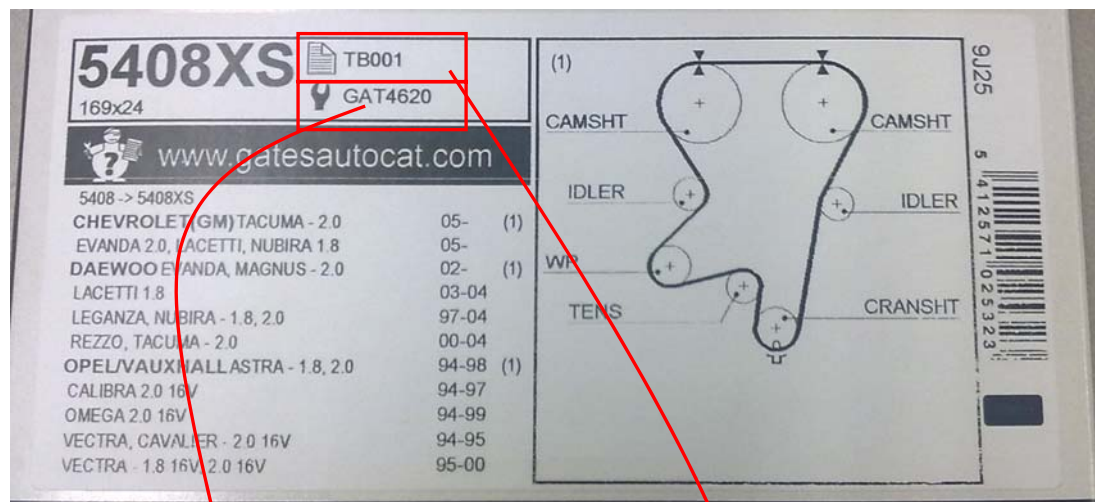 5408XS
169x24
TB001
GAT4620
www.gatesautocat.com
5408 -> 5408XS
CHEVROLET(GM) TACUMA - 2.0 05- (1)
EVANDA 2.0, LACETTI, NUBIRA 1.8 05-
DAEWOO EVANDA, MAGNUS - 2.0 02- (1)
LACETTI 1.8 03-04
LEGANZA, NUBIRA - 1.8, 2.0 97-04
REZZO, TACUMA - 2.0 00-04
OPEL/VAUXHALL ASTRA - 1.8, 2.0 94-98 (1)
CALIBRA 2.0 16V 94-97
OMEGA 2.0 16V 94-99
VECTRA, CAVALIER - 2.0 16V 94-95
VECTRA - 1.8 16V, 2.0 16V 95-00
(1)
CAMSHT CAMSHT
IDLER IDLER
WP
TENS CRANSHT
9J25
5 412571 025323